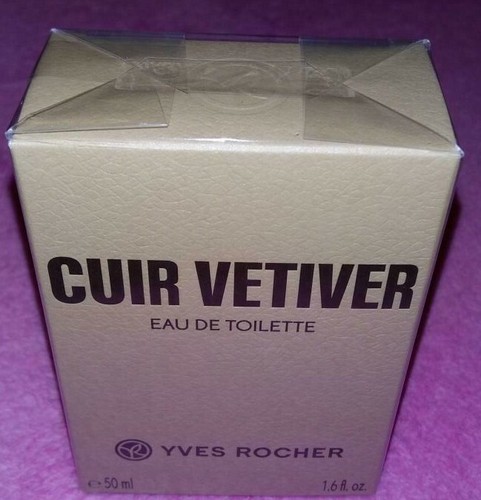 CUIR VETIVER
EAU DE TOILETTE
YVES ROCHER
℮ 50 ml 1.6 fl. oz.